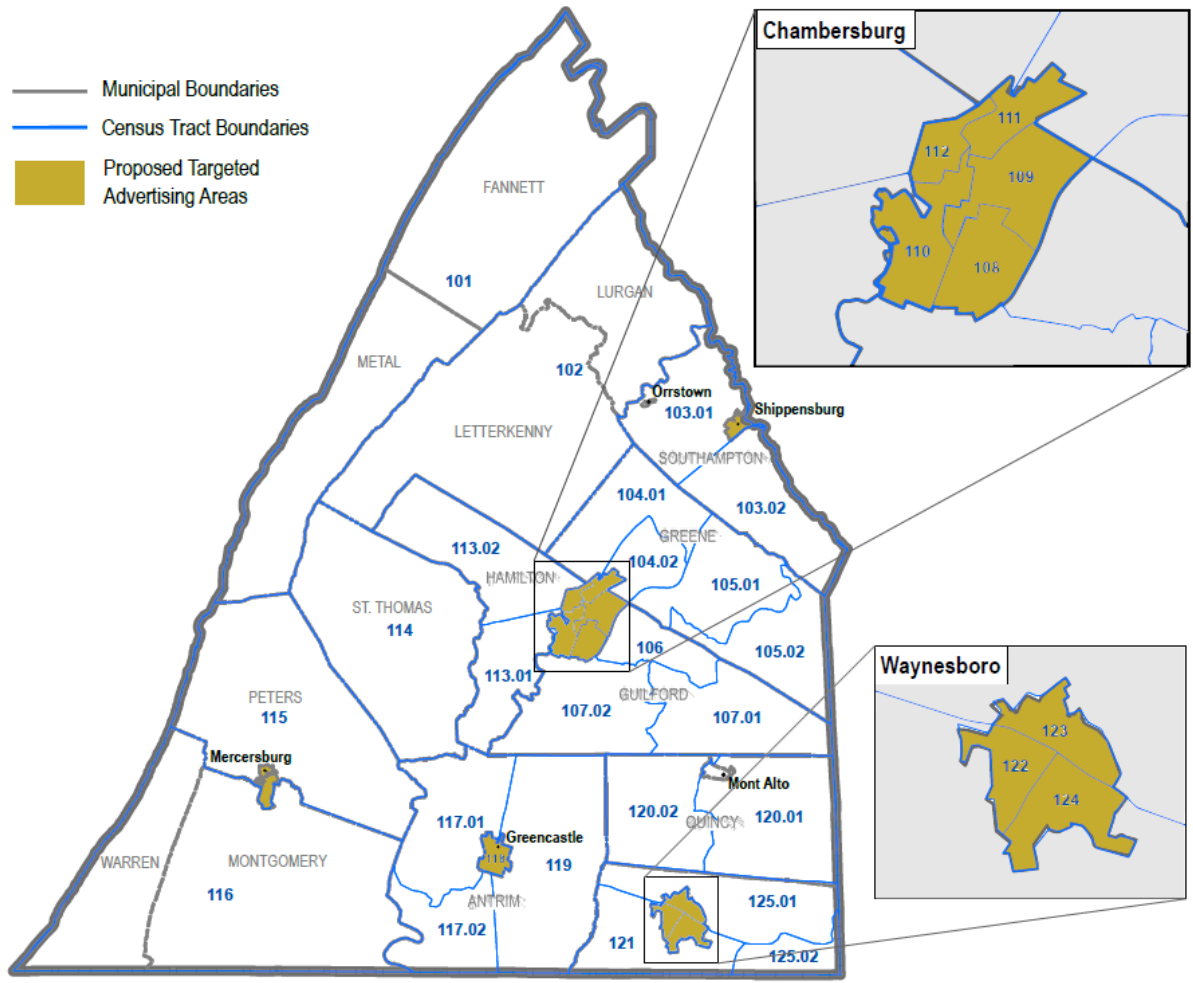 Chambersburg
Municipal Boundaries
Census Tract Boundaries
Proposed Targeted
Advertising Areas
111
112
109
110
108
FANNETT
101
LURGAN
METAL
102
Orrstown
103.01
Shippensburg
LETTERKENNY
SOUTHAMPTON
104.01
103.02
GREENE
113.02
104.02
HAMILTON
105.01
ST. THOMAS
114
106
105.02
113.01
GUILFORD
PETERS
115
107.02
107.01
Waynesboro
123
122
124
Mercersburg
Mont Alto
117.01
120.02
QUINCY
120.01
Greencastle
118
119
WARREN
MONTGOMERY
116
ANTRIM
125.01
117.02
121
125.02